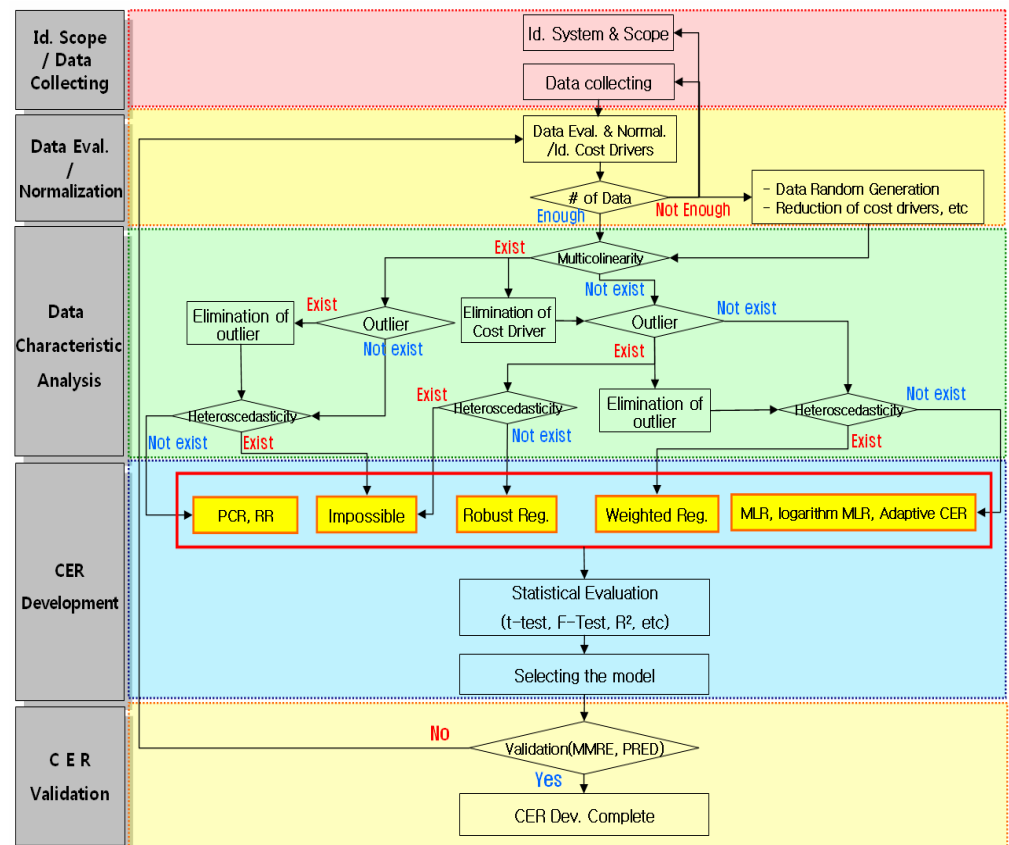 Id. Scope
/ Data
Collecting
Id. System & Scope
Data collecting
Data Eval.
/
Normalization
Data Eval. & Normal.
/Id. Cost Drivers
# of Data
Enough
Not Enough
- Data Random Generation
- Reduction of cost drivers, etc
Data
Characteristic
Analysis
Multicolinearity
Exist
Not exist
Elimination of
outlier
Exist
Outlier
Not exist
Elimination of
Cost Driver
Outlier
Not exist
Exist
Heteroscedasticity
Not exist
Exist
Exist
Heteroscedasticity
Not exist
Elimination of
outlier
Heteroscedasticity
Not exist
Exist
CER
Development
PCR, RR
Impossible
Robust Reg.
Weighted Reg.
MLR, logarithm MLR, Adaptive CER
Statistical Evaluation
(t-test, F-Test, R², etc)
Selecting the model
C E R
Validation
No
Validation(MMRE, PRED)
Yes
CER Dev. Complete